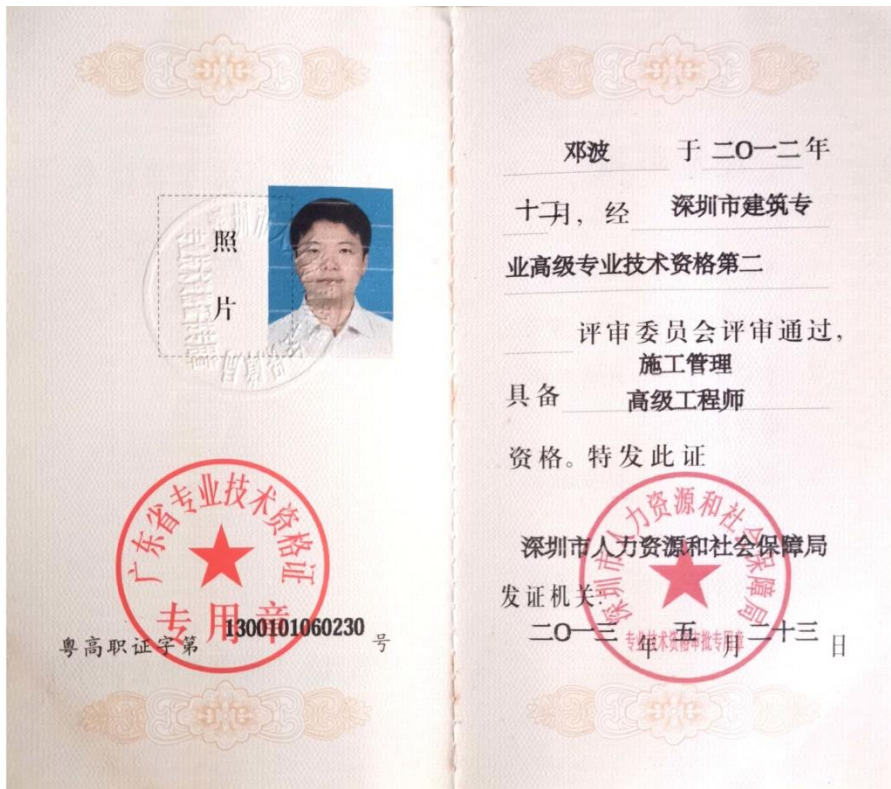 照
片
广东省专业技术资格证
专用章
粤高职证字第 1300101060230 号
邓波 于 二O一二年
十二月，经 深圳市建筑专
业高级专业技术资格第二
评审委员会评审通过，
施工管理
具备 高级工程师
资格。特发此证
深圳市人力资源和社会保障局
深圳市人力资源和社会保障局
发证机关：
二O一三 年 五 月 二十三 日
专业技术资格审批专用章